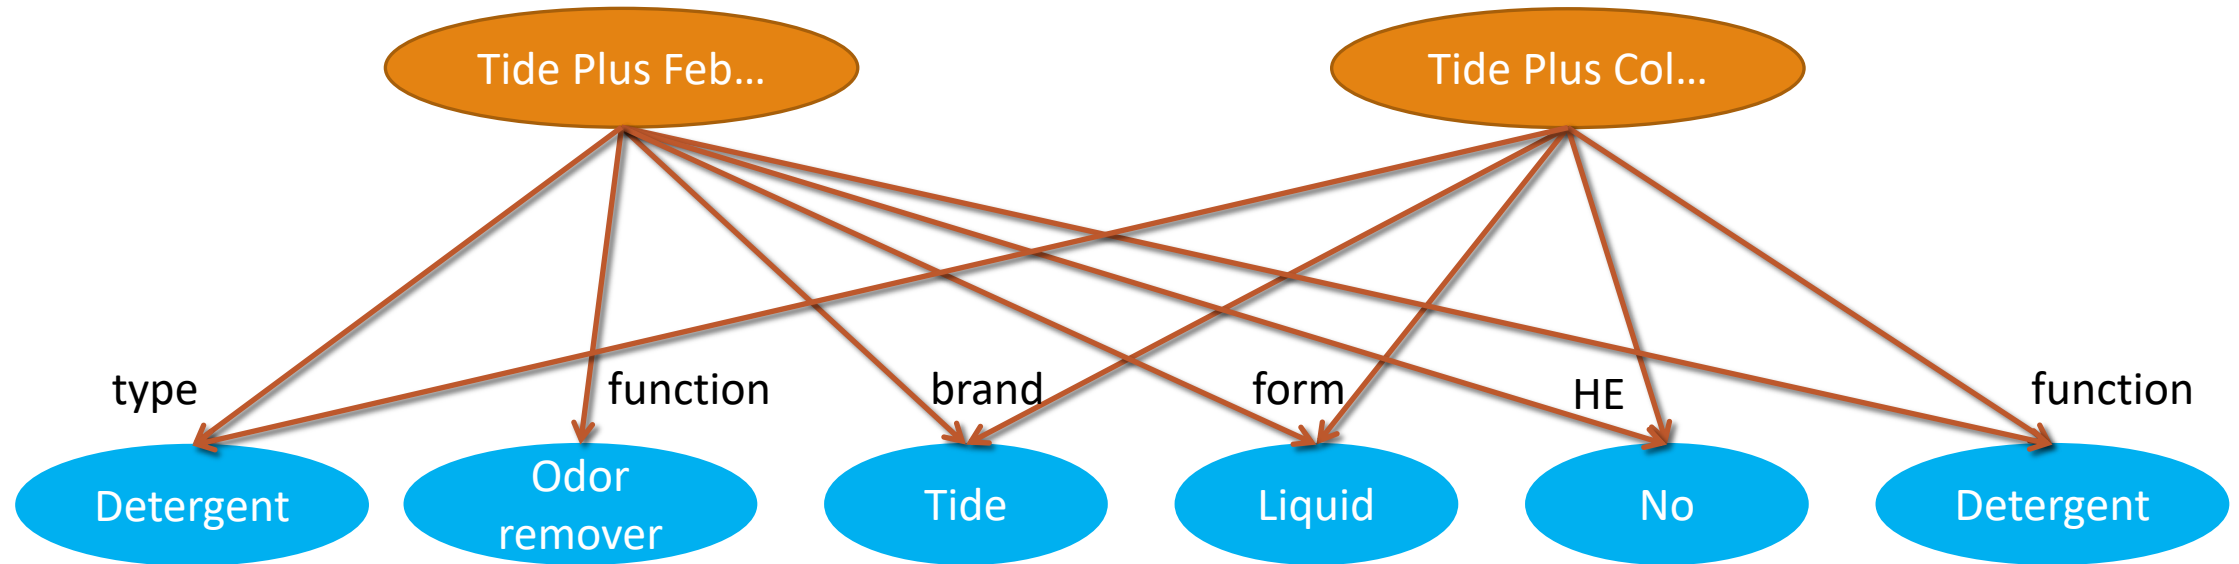 Tide Plus Feb...
Tide Plus Col...
type
function
brand
form
HE
function
Detergent
Odor
remover
Tide
Liquid
No
Detergent